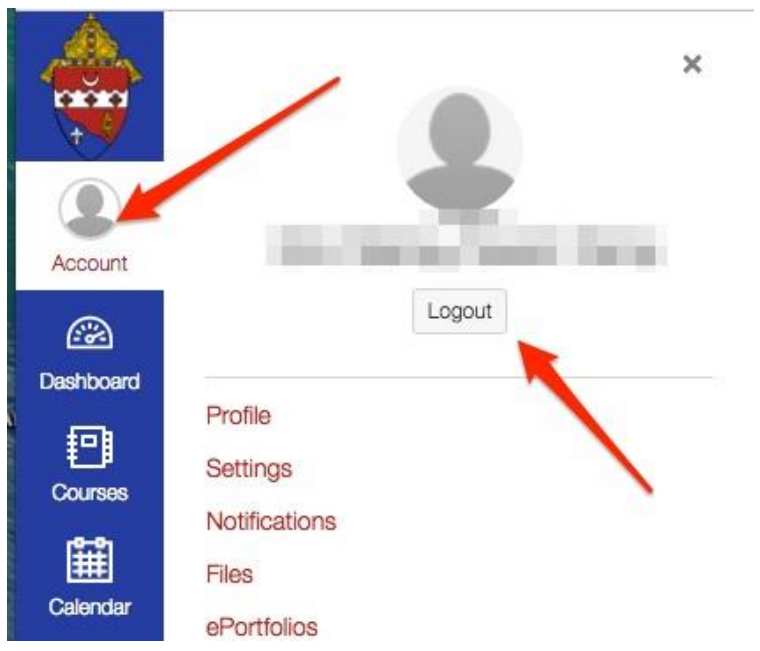 Account
Dashboard
Courses
Calendar
Logout
Profile
Settings
Notifications
Files
ePortfolios